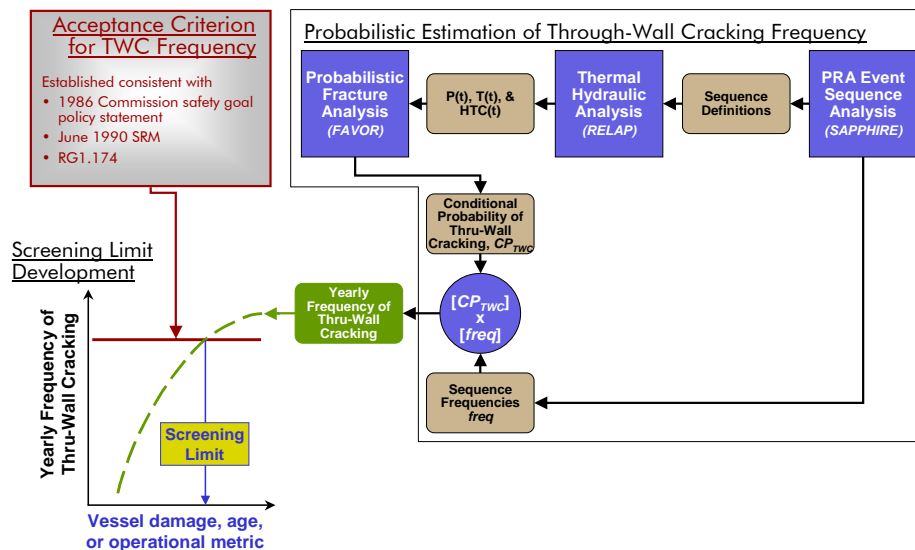 Acceptance Criterion
for TWC Frequency
Established consistent with
• 1986 Commission safety goal
policy statement
• June 1990 SRM
• RG1.174
Probabilistic Estimation of Through-Wall Cracking Frequency
Probabilistic
Fracture
Analysis
(FAVOR)
P(t), T(t), &
HTC(t)
Thermal
Hydraulic
Analysis
(RELAP)
Sequence
Definitions
PRA Event
Sequence
Analysis
(SAPPHIRE)
Conditional
Probability of
Thru-Wall
Cracking, CPTWC
[CPTWC]
x
[freq]
Sequence
Frequencies
freq
Yearly
Frequency of
Thru-Wall
Cracking
Screening Limit
Development
Yearly Frequency of
Thru-Wall Cracking
Screening
Limit
Vessel damage, age,
or operational metric